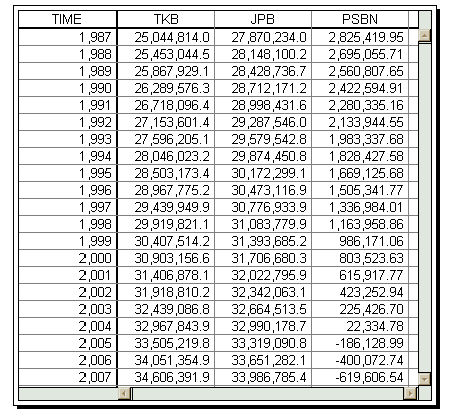 TIME TKB JPB PSBN
1,987 25,044,814.0 27,870,234.0 2,825,419.95
1,988 25,453,044.5 28,148,100.2 2,695,055.71
1,989 25,867,929.1 28,428,736.7 2,560,807.65
1,990 26,289,576.3 28,712,171.2 2,422,594.91
1,991 26,718,096.4 28,998,431.6 2,280,335.16
1,992 27,153,601.4 29,287,546.0 2,133,944.55
1,993 27,596,205.1 29,579,542.8 1,983,337.68
1,994 28,046,023.2 29,874,450.8 1,828,427.58
1,995 28,503,173.4 30,172,299.1 1,669,125.68
1,996 28,967,775.2 30,473,116.9 1,505,341.77
1,997 29,439,949.9 30,776,933.9 1,336,984.01
1,998 29,919,821.1 31,083,779.9 1,163,958.86
1,999 30,407,514.2 31,393,685.2 986,171.06
2,000 30,903,156.6 31,706,680.3 803,523.63
2,001 31,406,878.1 32,022,795.9 615,917.77
2,002 31,918,810.2 32,342,063.1 423,252.94
2,003 32,439,086.8 32,664,513.5 225,426.70
2,004 32,967,843.9 32,990,178.7 22,334.78
2,005 33,505,219.8 33,319,090.8 -186,128.99
2,006 34,051,354.9 33,651,282.1 -400,072.74
2,007 34,606,391.9 33,986,785.4 -619,606.54